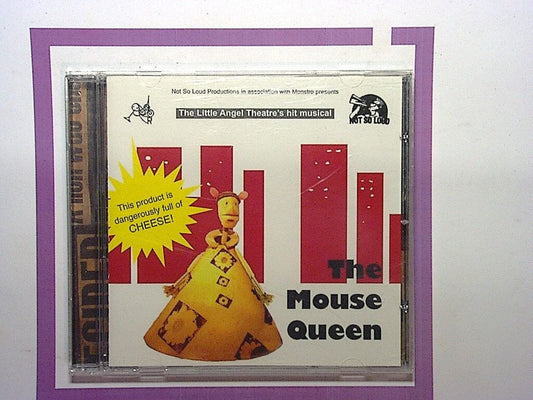 Not So Loud Productions in association with Monstro presents
The Little Angel Theatre's hit musical
NOT SO LOUD
This product is
dangerously full of
CHEESE!
The
Mouse
Queen